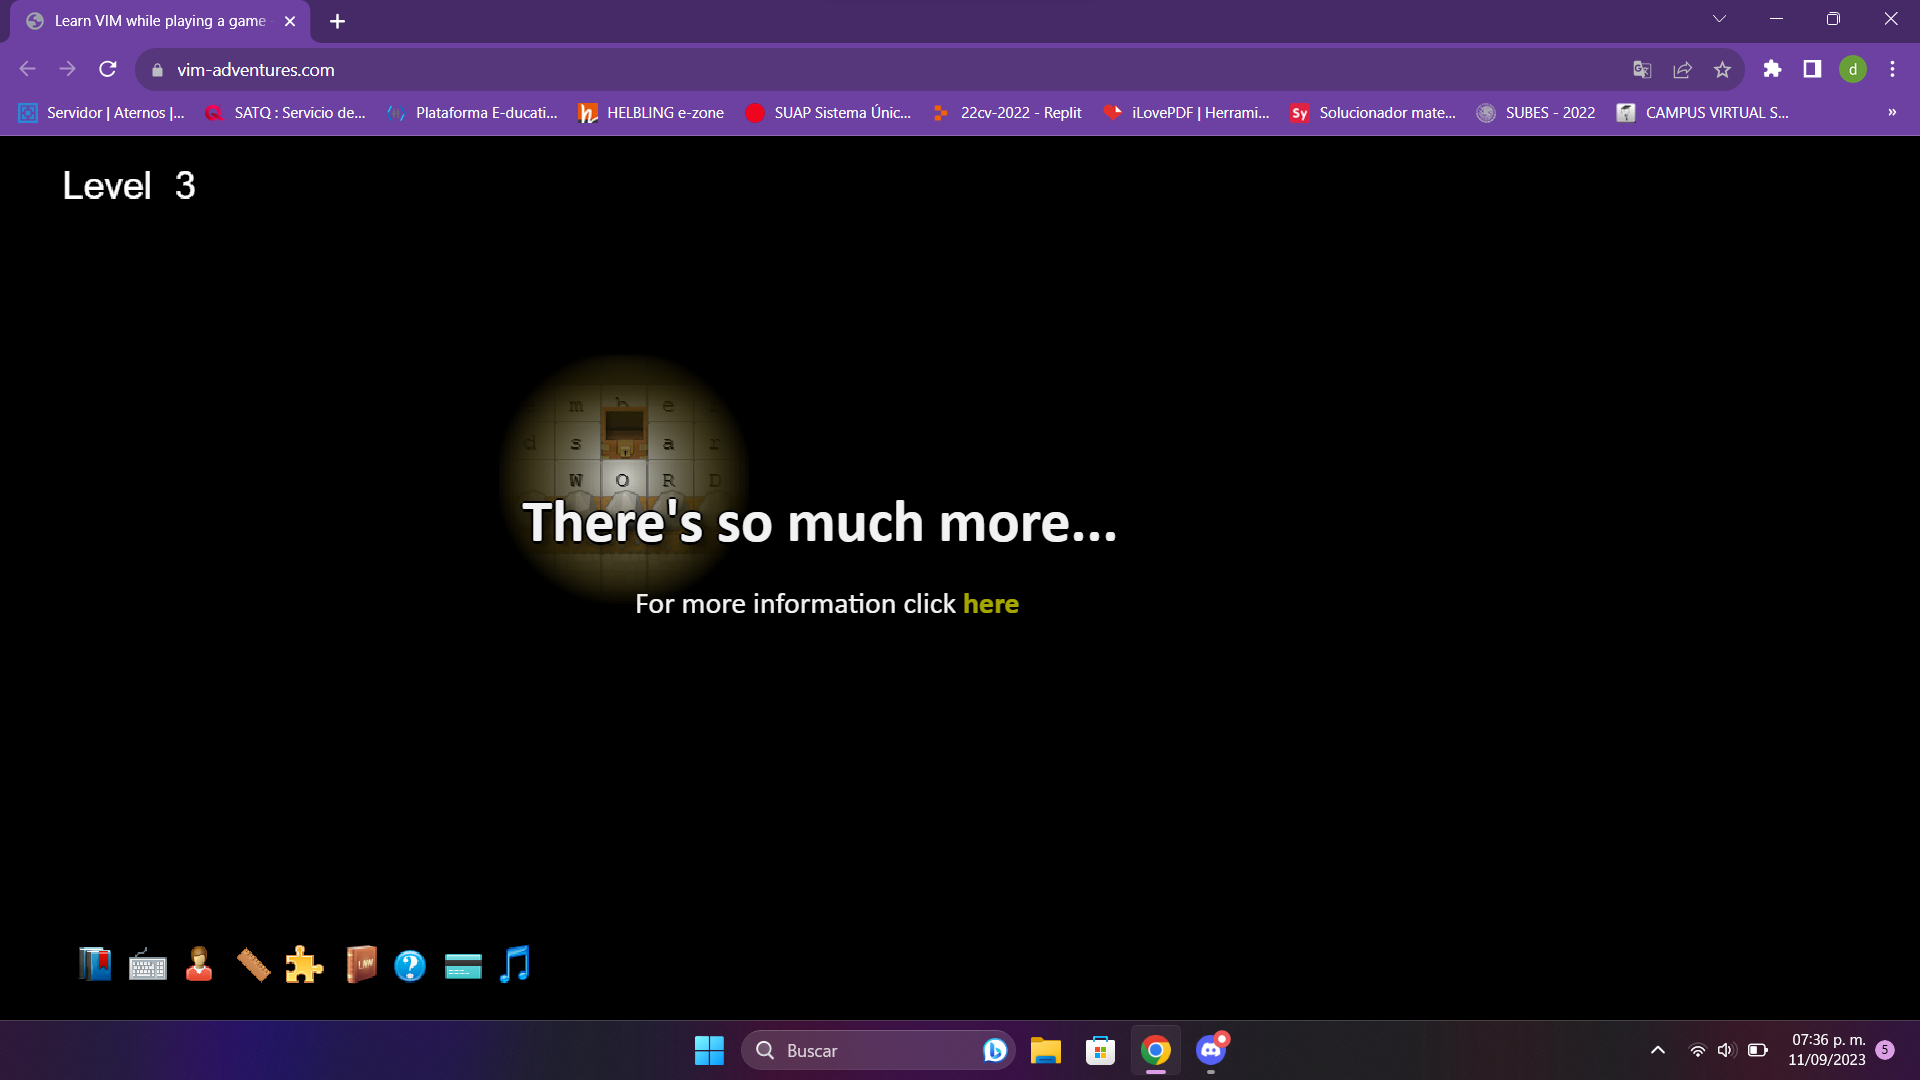 Learn VIM while playing a game
vim-adventures.com
d
Servidor | Aternos |...
SATQ : Servicio de...
Plataforma E-ducati...
HELBLING e-zone
SUAP Sistema Únic...
22cv-2022 - Replit
iLovePDF | Herrami...
Sy Solucionador mate...
SUBES - 2022
CAMPUS VIRTUAL S...
»
Level 3
m b e
d s a r
W O R D
There's so much more...
For more information click here
Buscar
07:36 p. m.
11/09/2023
5